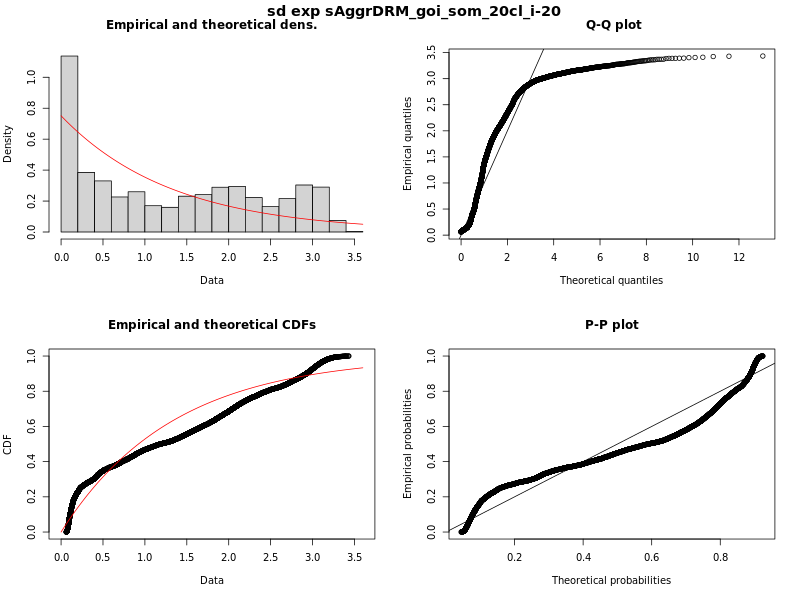 sd exp sAggrDRM_goi_som_20cl_i-20
Empirical and theoretical dens.
Density
0.0 0.2 0.4 0.6 0.8 1.0
0.0 0.5 1.0 1.5 2.0 2.5 3.0 3.5
Data
Q-Q plot
Empirical quantiles
0.0 0.5 1.0 1.5 2.0 2.5 3.0 3.5
0 2 4 6 8 10 12
Theoretical quantiles
Empirical and theoretical CDFs
CDF
0.0 0.2 0.4 0.6 0.8 1.0
0.0 0.5 1.0 1.5 2.0 2.5 3.0 3.5
Data
P-P plot
Empirical probabilities
0.0 0.2 0.4 0.6 0.8 1.0
0.2 0.4 0.6 0.8
Theoretical probabilities